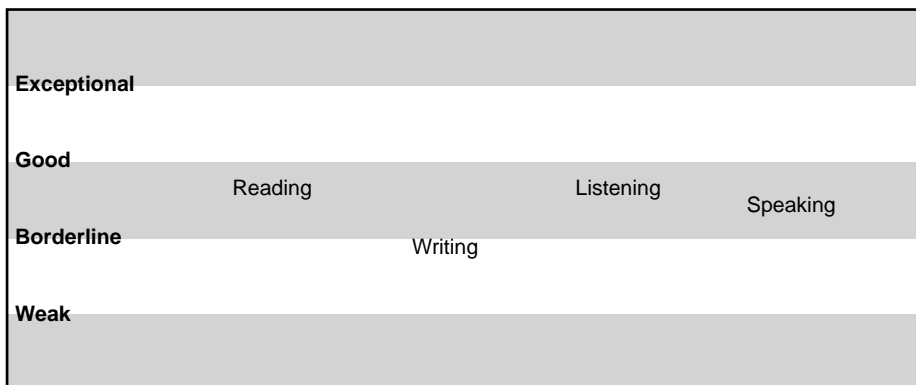 Exceptional
Good
Reading
Listening
Speaking
Borderline
Writing
Weak